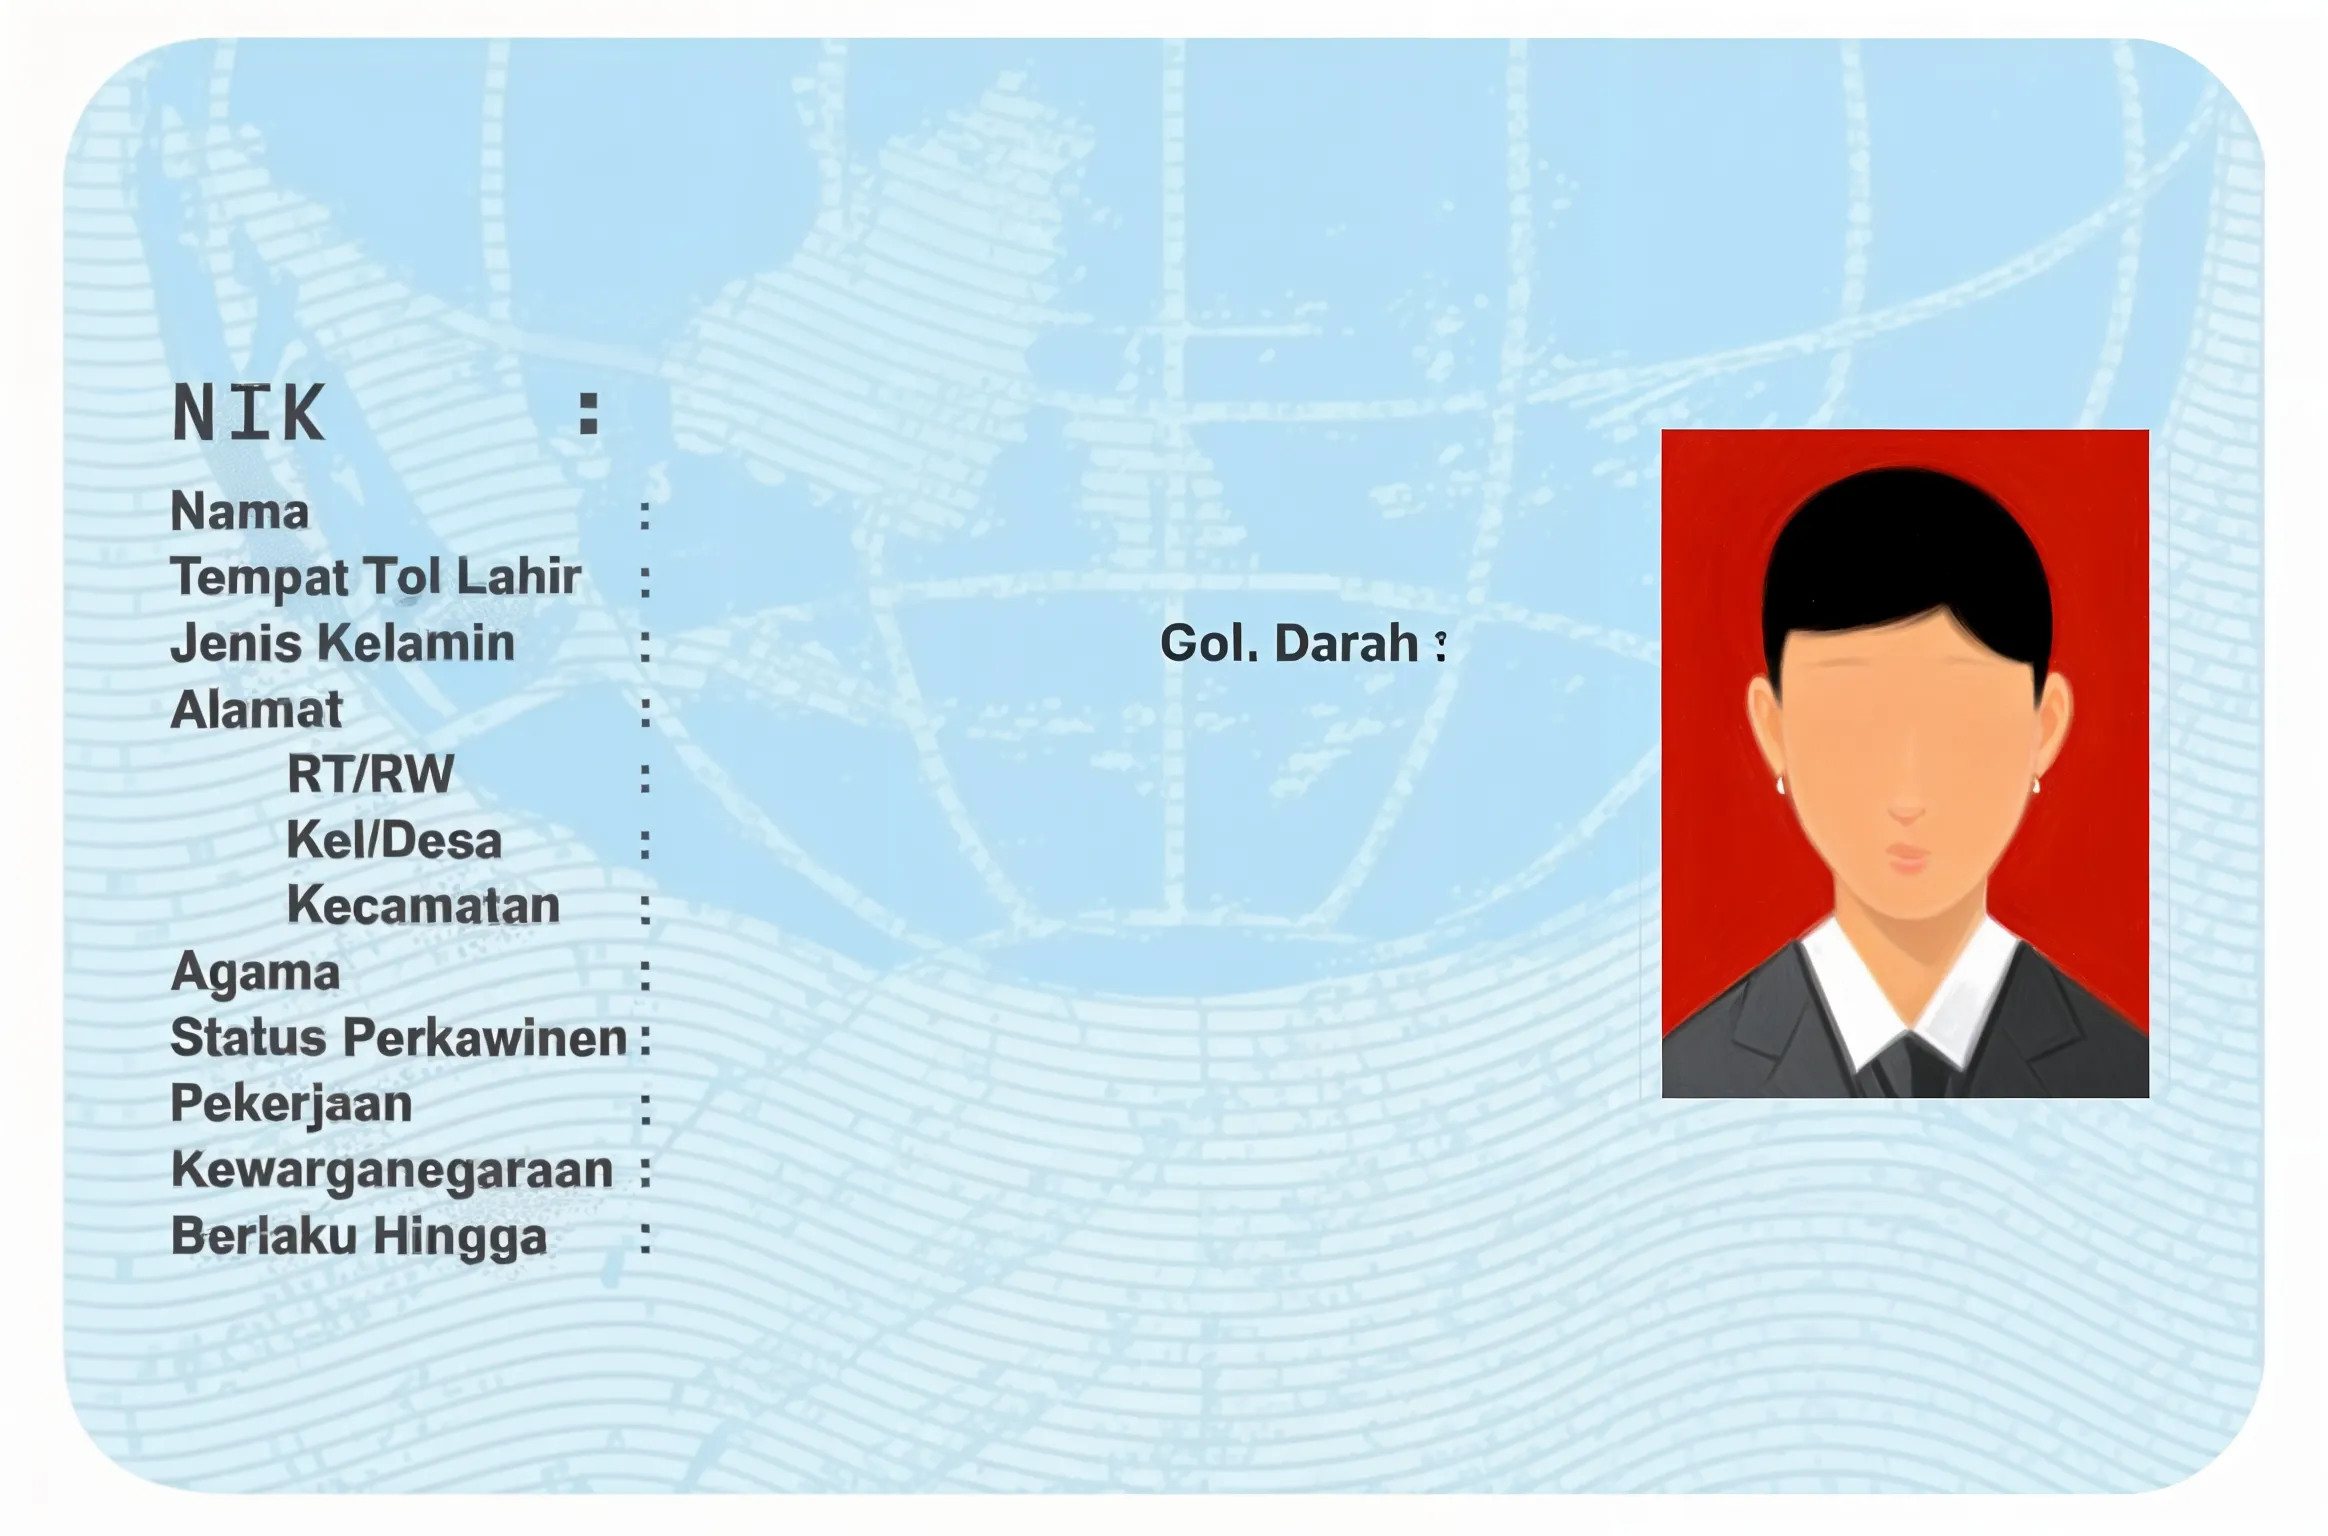 NIK :
Nama :
Tempat Tol Lahir :
Jenis Kelamin : Gol. Darah :
Alamat :
RT/RW :
Kel/Desa :
Kecamatan :
Agama :
Status Perkawinen :
Pekerjaan :
Kewarganegaraan :
Berlaku Hingga :